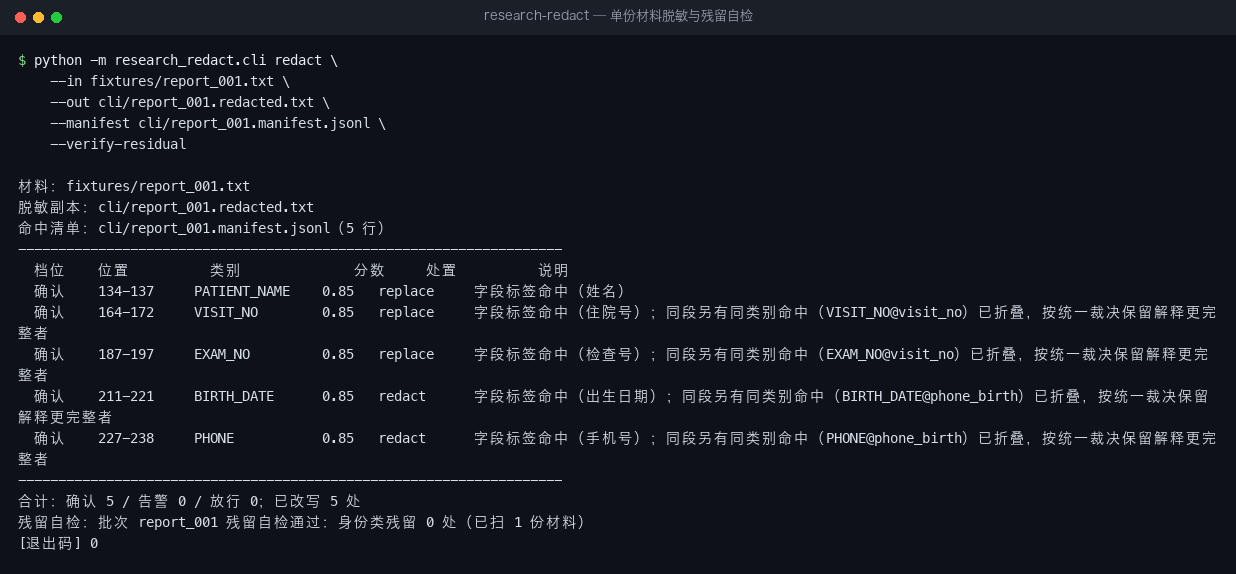 research-redact — 单份材料脱敏与残留自检
$ python -m research_redact.cli redact \
--in fixtures/report_001.txt \
--out cli/report_001.redacted.txt \
--manifest cli/report_001.manifest.jsonl \
--verify-residual
材料: fixtures/report_001.txt
脱敏副本: cli/report_001.redacted.txt
命中清单: cli/report_001.manifest.jsonl (5 行)
--------------------------------------------------------------------
档位 位置 类别 分数 处置 说明
确认 134-137 PATIENT_NAME 0.85 replace 字段标签命中(姓名)
确认 164-172 VISIT_NO 0.85 replace 字段标签命中(住院号); 同段另有同类别命中(VISIT_NO@visit_no)已折叠, 按统一裁决保留解释更完
整者
确认 187-197 EXAM_NO 0.85 replace 字段标签命中(检查号); 同段另有同类别命中(EXAM_NO@visit_no)已折叠, 按统一裁决保留解释更完
整者
确认 211-221 BIRTH_DATE 0.85 redact 字段标签命中(出生日期); 同段另有同类别命中(BIRTH_DATE@phone_birth)已折叠, 按统一裁决保留
解释更完整者
确认 227-238 PHONE 0.85 redact 字段标签命中(手机号); 同段另有同类别命中(PHONE@phone_birth)已折叠, 按统一裁决保留解释更完
整者
--------------------------------------------------------------------
合计: 确认 5 / 告警 0 / 放行 0; 已改写 5 处
残留自检: 批次 report_001 残留自检通过: 身份类残留 0 处(已扫 1 份材料)
[退出码] 0